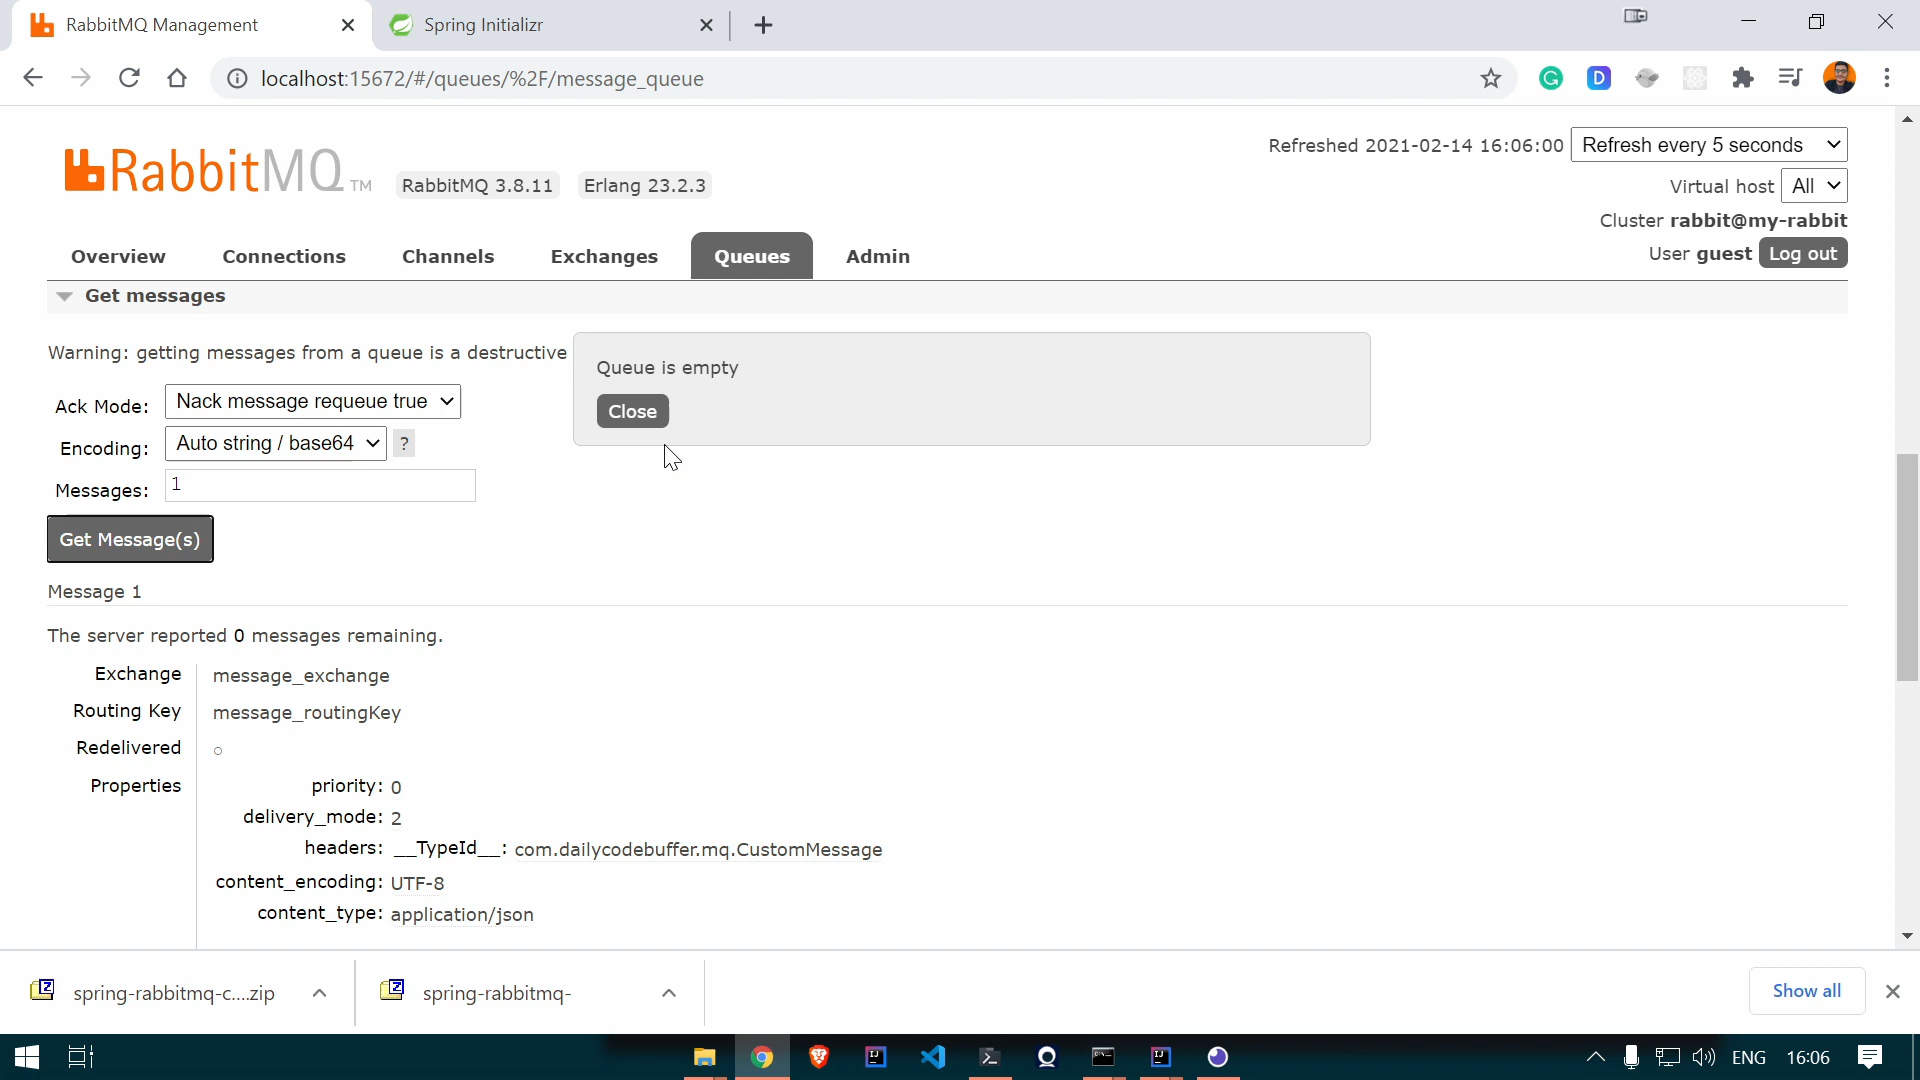 RabbitMQ Management
Spring Initializr
localhost:15672/#/queues/%2F/message_queue
RabbitMQ TM
RabbitMQ 3.8.11
Erlang 23.2.3
Refreshed 2021-02-14 16:06:00
Refresh every 5 seconds
Virtual host
All
Cluster rabbit@my-rabbit
User guest
Log out
Overview
Connections
Channels
Exchanges
Queues
Admin
Get messages
Warning: getting messages from a queue is a destructive
Queue is empty
Close
Ack Mode:
Nack message requeue true
Encoding:
Auto string / base64
?
Messages:
1
Get Message(s)
Message 1
The server reported 0 messages remaining.
Exchange
message_exchange
Routing Key
message_routingKey
Redelivered
○
Properties
priority: 0
delivery_mode: 2
headers: __TypeId__: com.dailycodebuffer.mq.CustomMessage
content_encoding: UTF-8
content_type: application/json
spring-rabbitmq-c....zip
spring-rabbitmq-
Show all
ENG
16:06